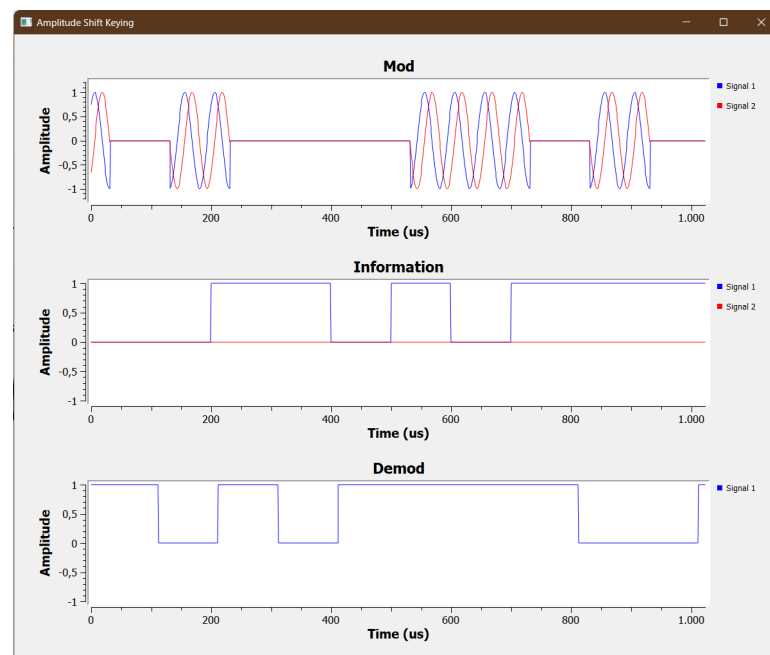 Amplitude Shift Keying
Mod
Amplitude
1
0,5
0
-0,5
-1
0 200 400 600 800 1.000
Time (us)
Signal 1
Signal 2
Information
Amplitude
1
0,5
0
-0,5
-1
0 200 400 600 800 1.000
Time (us)
Signal 1
Signal 2
Demod
Amplitude
1
0,5
0
-0,5
-1
0 200 400 600 800 1.000
Time (us)
Signal 1